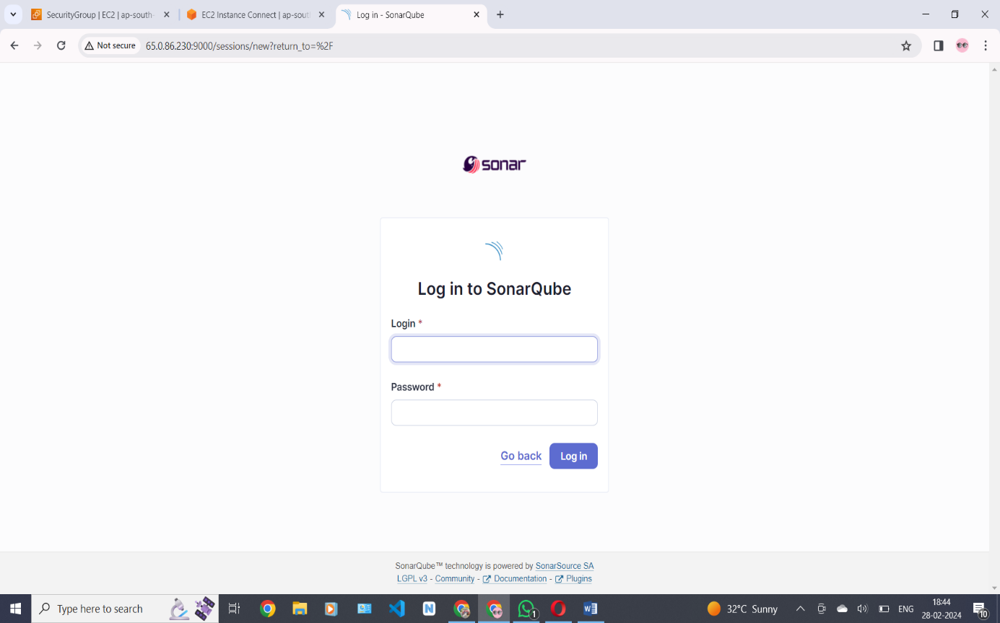 SecurityGroup | EC2 | ap-south-
EC2 Instance Connect | ap-sout
Log in - SonarQube
Not secure
65.0.86.230:9000/sessions/new?return_to=%2F
sonar
Log in to SonarQube
Login *
Password *
Go back
Log in
SonarQube™ technology is powered by SonarSource SA
LGPL v3 - Community - Documentation - Plugins
Type here to search
N
W
1
32°C Sunny
ENG
18:44
28-02-2024
10